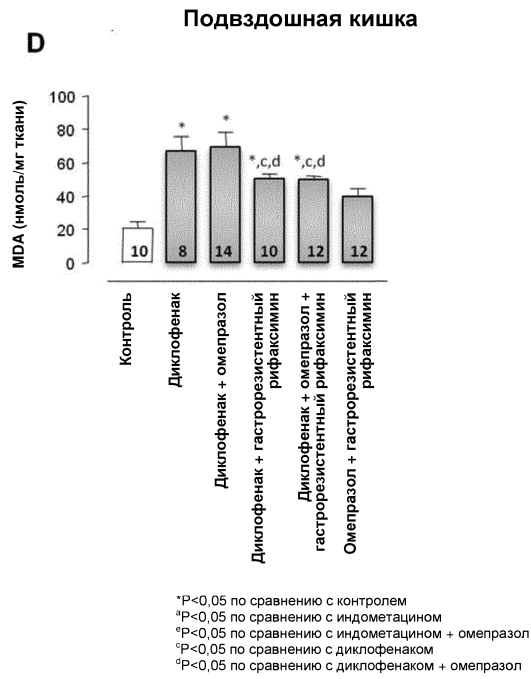 Подвздошная кишка
D
MDA (нмоль/мг ткани)
100
80
60
40
20
0
*
*
*,c,d
*,c,d
10
8
14
10
12
12
Контроль
Диклофенак
Диклофенак + омепразол
Диклофенак + гастрорезистентный
рифаксимин
Диклофенак + омепразол +
гастрорезистентный рифаксимин
Омепразол + гастрорезистентный
рифаксимин
*P<0,05 по сравнению с контролем
ᵃP<0,05 по сравнению с индометацином
ᵉP<0,05 по сравнению с индометацином + омепразол
ᶜP<0,05 по сравнению с диклофенаком
ᵈP<0,05 по сравнению с диклофенаком + омепразол